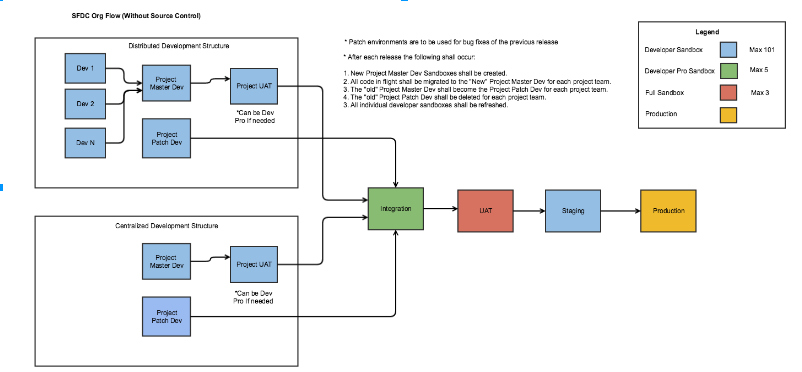 SFDC Org Flow (Without Source Control)
Distributed Development Structure
Dev 1
Dev 2
Dev N
Project
Master Dev
Project UAT
*Can be Dev
Pro if needed
Project
Patch Dev
* Patch environments are to be used for bug fixes of the previous release
* After each release the following shall occur:
1. New Project Master Dev Sandboxes shall be created.
2. All code in flight shall be migrated to the "New" Project Master Dev for each project team.
3. The "old" Project Master Dev shall become the Project Patch Dev for each project team.
4. The "old" Project Patch Dev shall be deleted for each project team.
3. All individual developer sandboxes shall be refreshed.
Legend
Developer Sandbox
Max 101
Developer Pro Sandbox
Max 5
Full Sandbox
Max 3
Production
Integration
UAT
Staging
Production
Centralized Development Structure
Project
Master Dev
Project UAT
*Can be Dev
Pro if needed
Project
Patch Dev